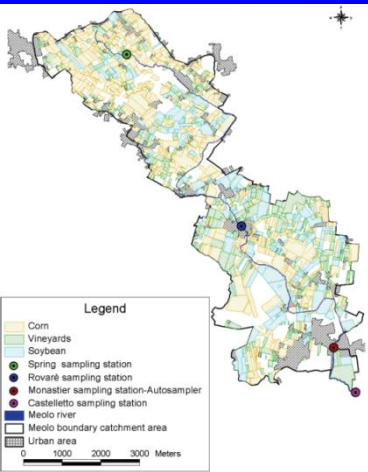 Legend
Corn
Vineyards
Soybean
Spring sampling station
Rovarè sampling station
Monastier sampling station-Autosampler
Castelletto sampling station
Meolo river
Meolo boundary catchment area
Urban area
0 1000 2000 3000 Meters